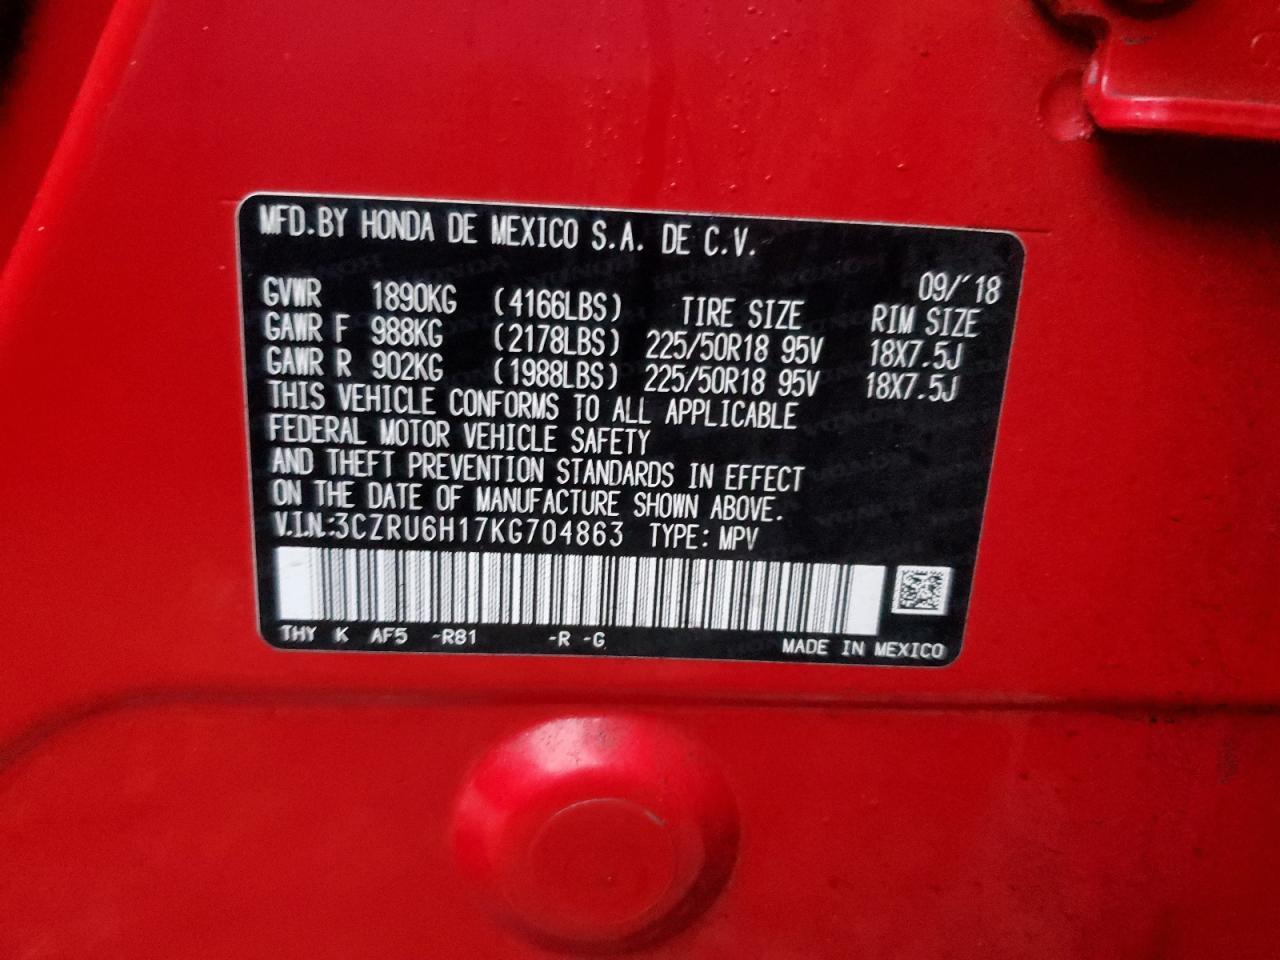 MFD.BY HONDA DE MEXICO S.A. DE C.V.
09/"18
GVWR 1890KG (4166LBS) TIRE SIZE RIM SIZE
GAWR F 988KG (2178LBS) 225/50R18 95V 18X7.5J
GAWR R 902KG (1988LBS) 225/50R18 95V 18X7.5J
THIS VEHICLE CONFORMS TO ALL APPLICABLE
FEDERAL MOTOR VEHICLE SAFETY
AND THEFT PREVENTION STANDARDS IN EFFECT
ON THE DATE OF MANUFACTURE SHOWN ABOVE.
V.I.N.:3CZRU6H17KG704863 TYPE: MPV
THY K AF5 -R81 -R -G MADE IN MEXICO